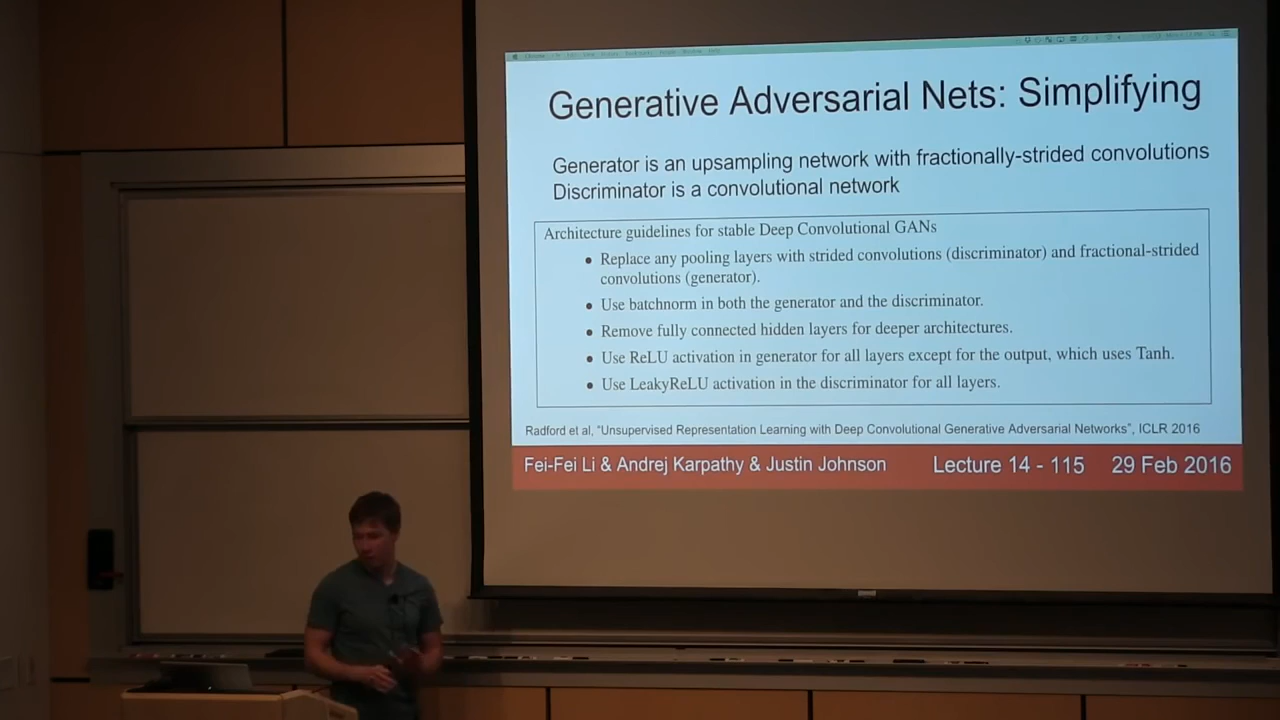 Generative Adversarial Nets: Simplifying
Generator is an upsampling network with fractionally-strided convolutions
Discriminator is a convolutional network
Architecture guidelines for stable Deep Convolutional GANs
• Replace any pooling layers with strided convolutions (discriminator) and fractional-strided
convolutions (generator).
• Use batchnorm in both the generator and the discriminator.
• Remove fully connected hidden layers for deeper architectures.
• Use ReLU activation in generator for all layers except for the output, which uses Tanh.
• Use LeakyReLU activation in the discriminator for all layers.
Radford et al, "Unsupervised Representation Learning with Deep Convolutional Generative Adversarial Networks", ICLR 2016
Fei-Fei Li & Andrej Karpathy & Justin Johnson Lecture 14 - 115 29 Feb 2016